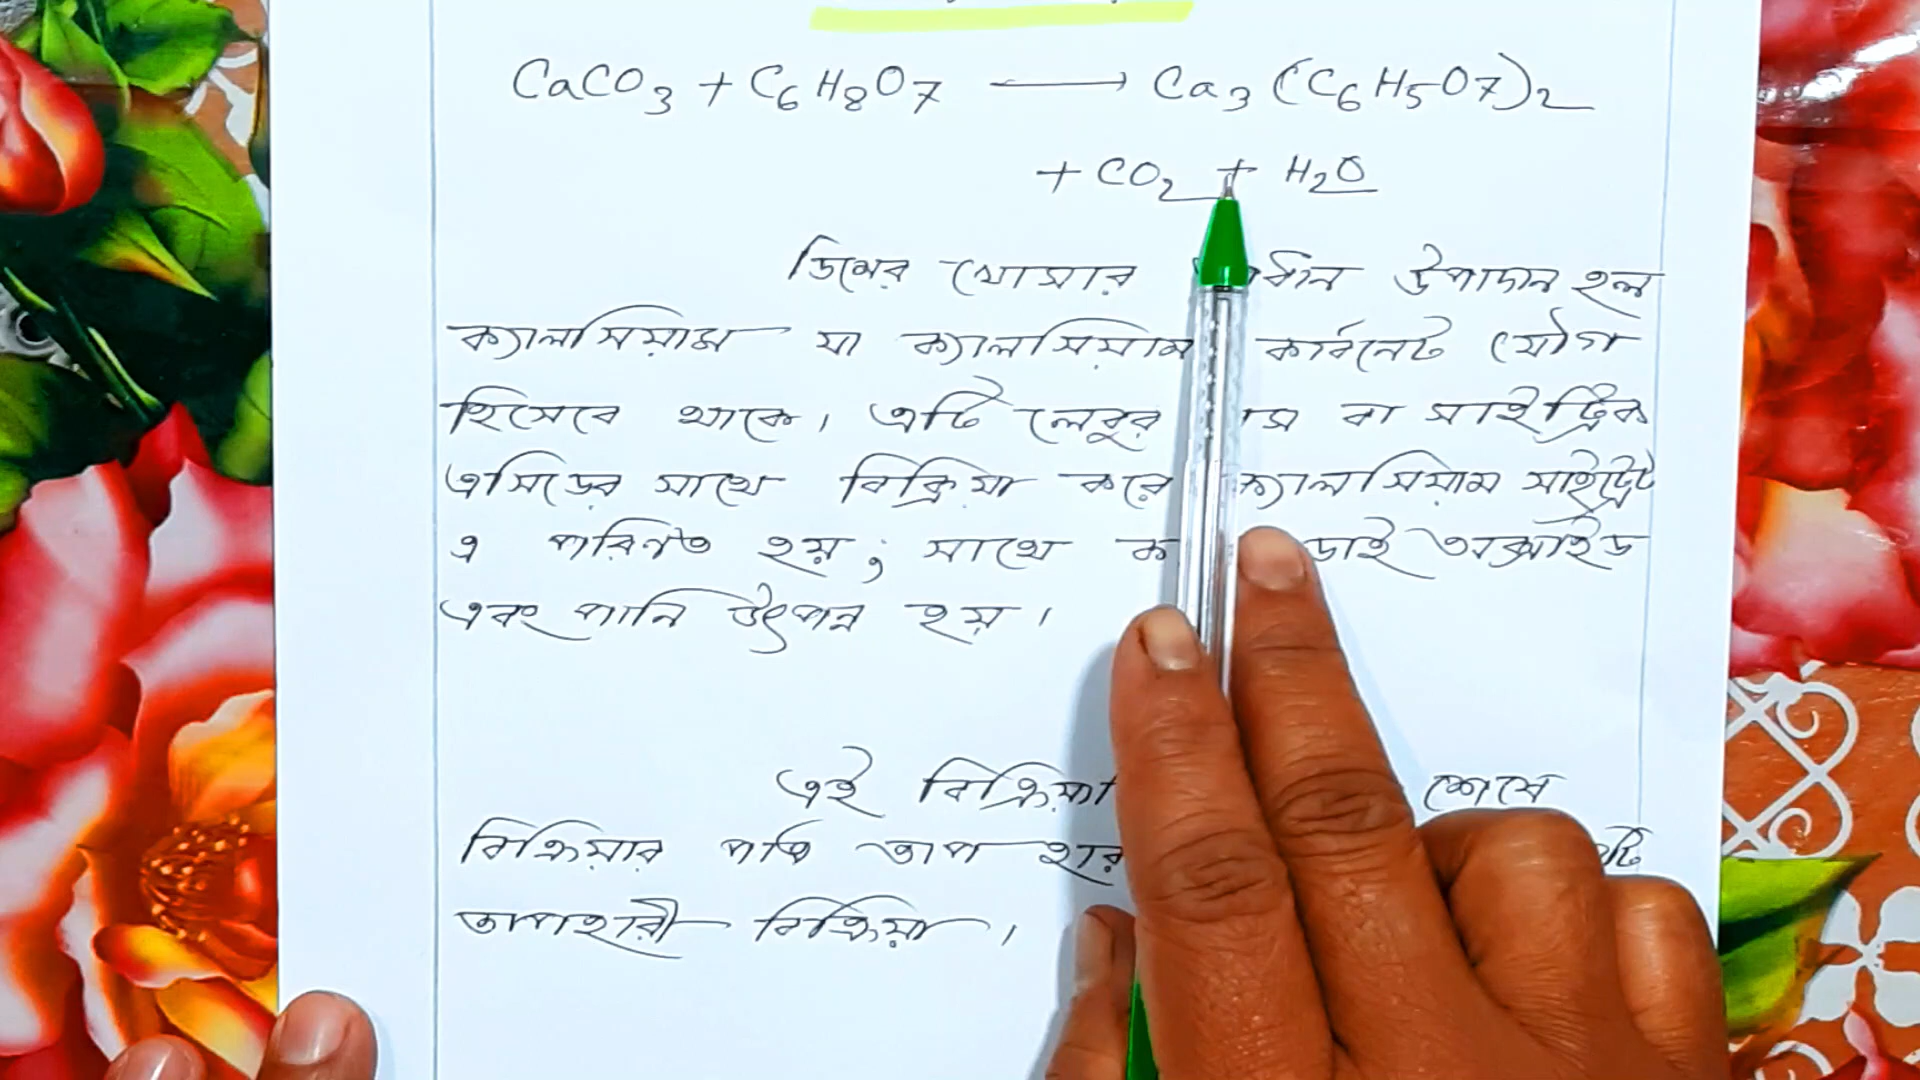 CaCO3 + C6H8O7 → Ca3(C6H5O7)2
+ CO2 + H2O
ডিমের খোসার উপাদান হল
ক্যালসিয়াম যা ক্যালসিয়াম কার্বনেট যৌগ
হিসেবে থাকে। এটি লেবুর বা সাইট্রিক
এসিডের সাথে বিক্রিয়া করে ক্যালসিয়াম সাইট্রেট
এ পরিনত হয়; সাথে ডাই অক্সাইড
এবং পানি উৎপন্ন হয়।
এই বিক্রিয়া শেষে
বিক্রিয়ার পাত্র তাপ
তাপহারী বিক্রিয়া।